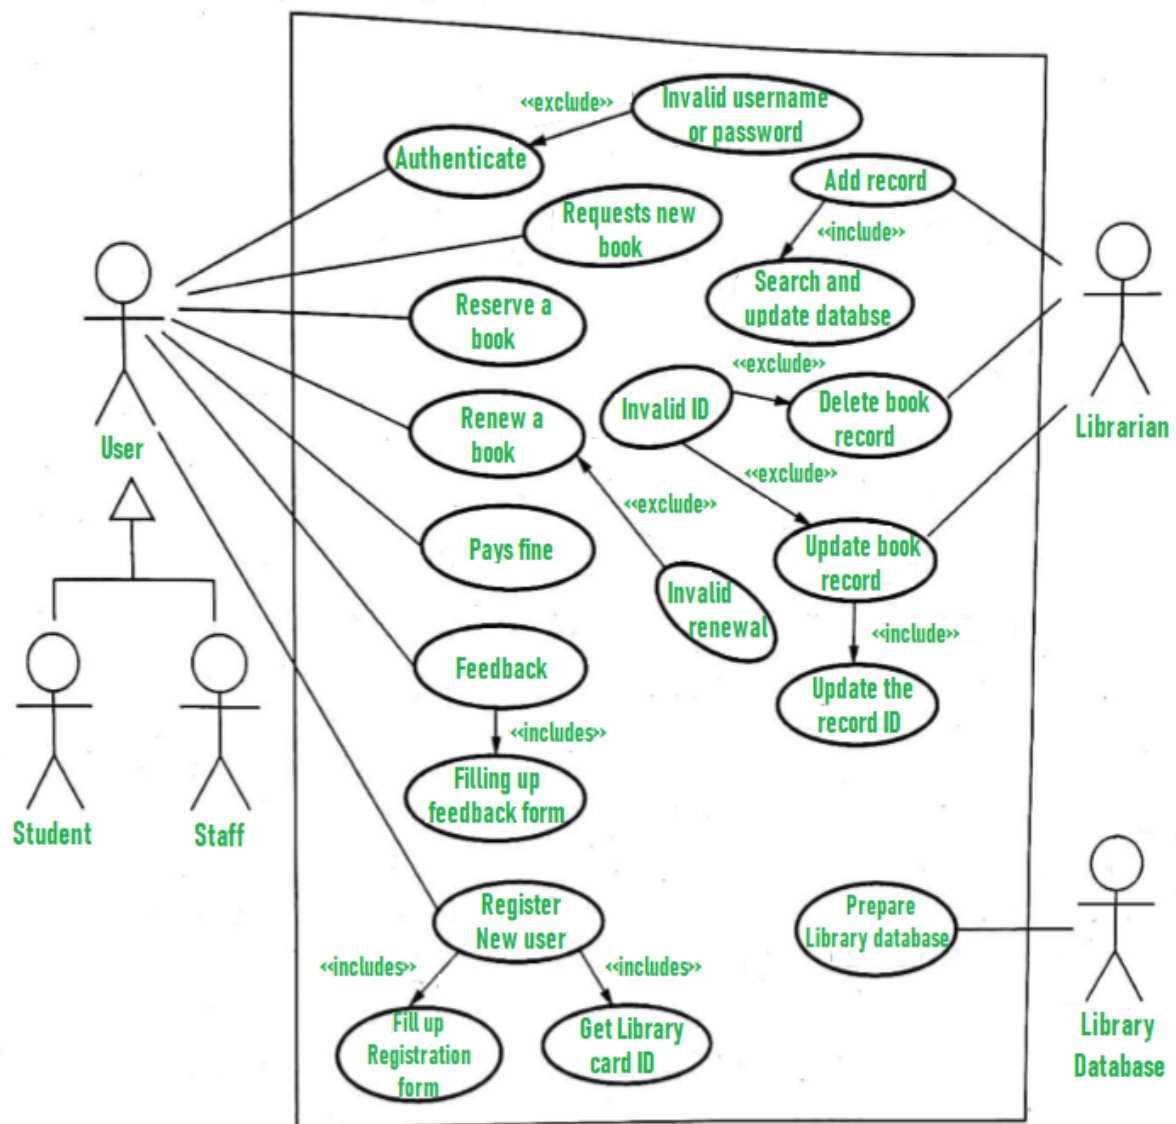 <<exclude>>
Invalid username
or password
Authenticate
Add record
Requests new
book
<<include>>
Search and
update databse
Reserve a
book
<<exclude>>
Invalid ID
Delete book
record
Renew a
book
User
Librarian
<<exclude>>
<<exclude>>
Pays fine
Update book
record
Invalid
renewal
<<include>>
Feedback
Update the
record ID
<<includes>>
Filling up
feedback form
Student
Staff
Register
New user
Prepare
Library database
<<includes>>
<<includes>>
Fill up
Registration
form
Get Library
card ID
Library
Database